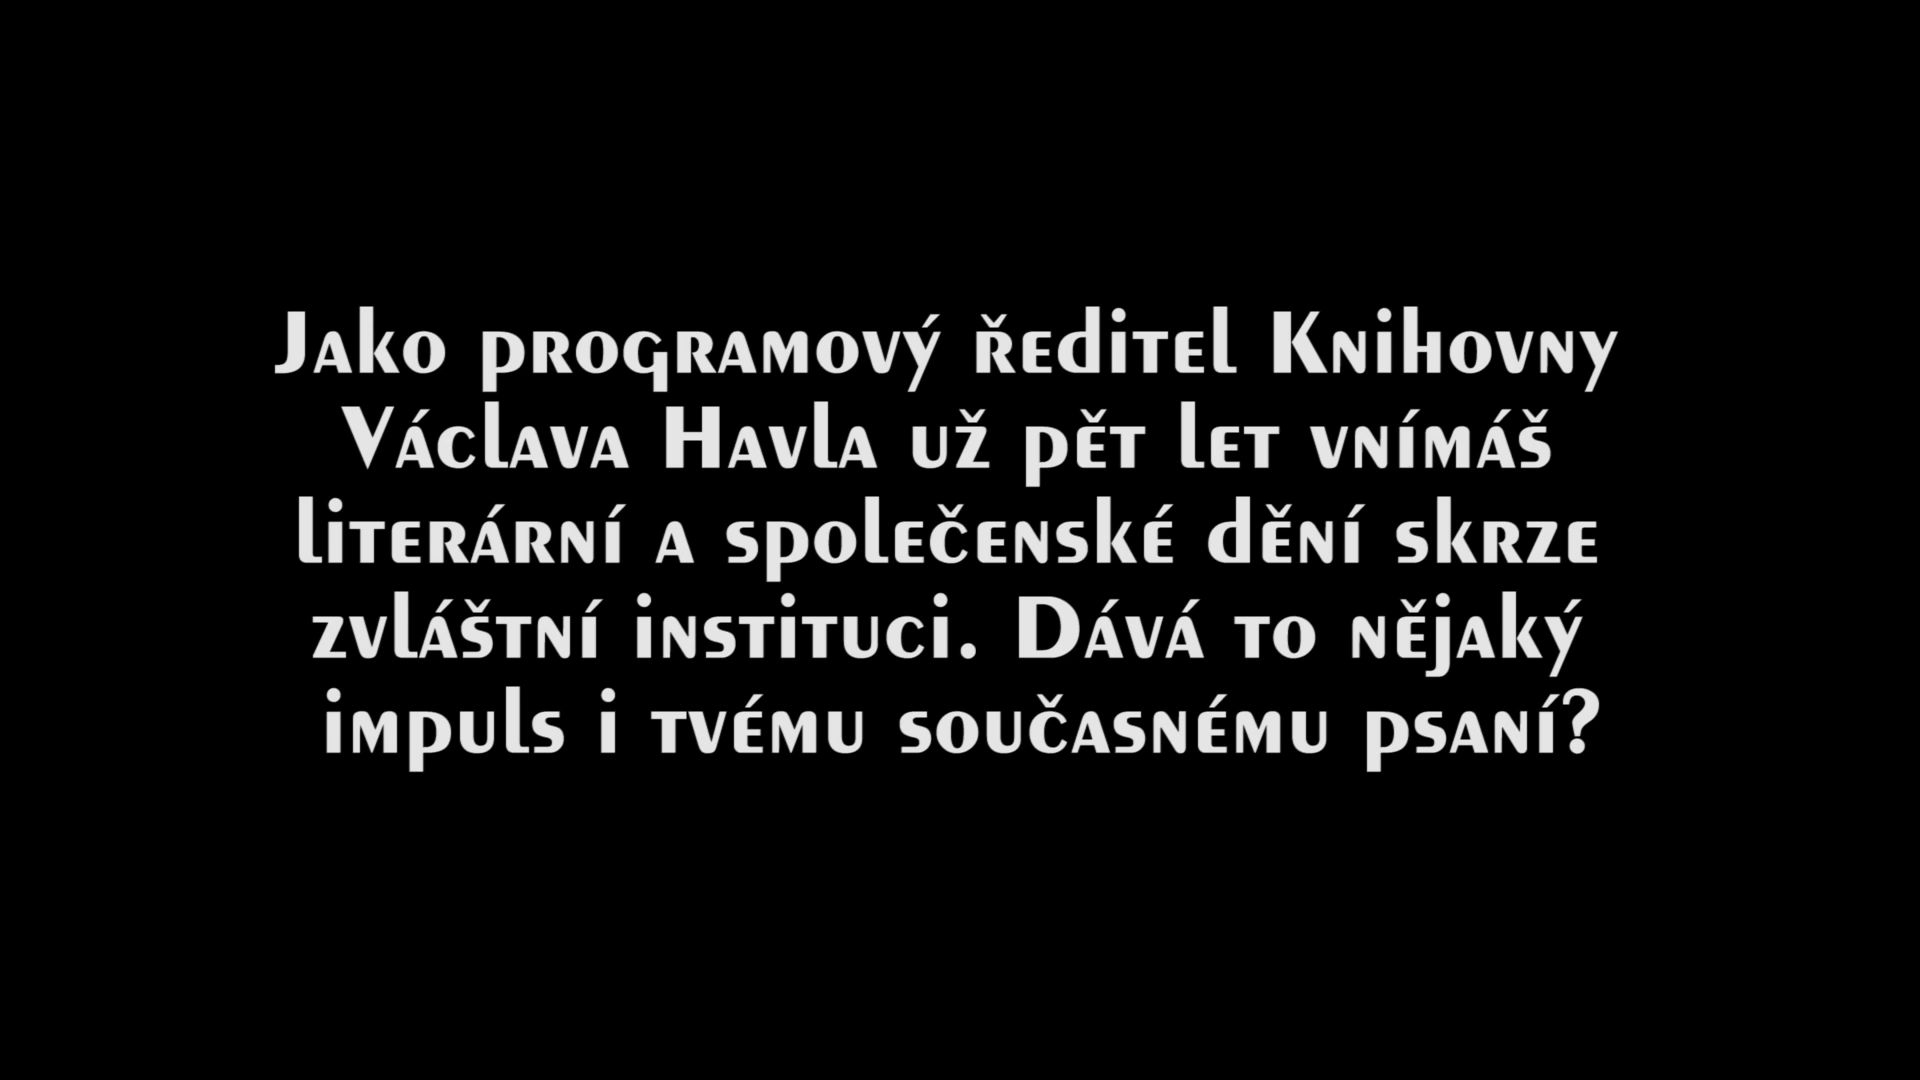 Jako programový ředitel Knihovny
Václava Havla už pět let vnímáš
literární a společenské dění skrze
zvláštní instituci. Dává to nějaký
impuls i tvému současnému psaní?